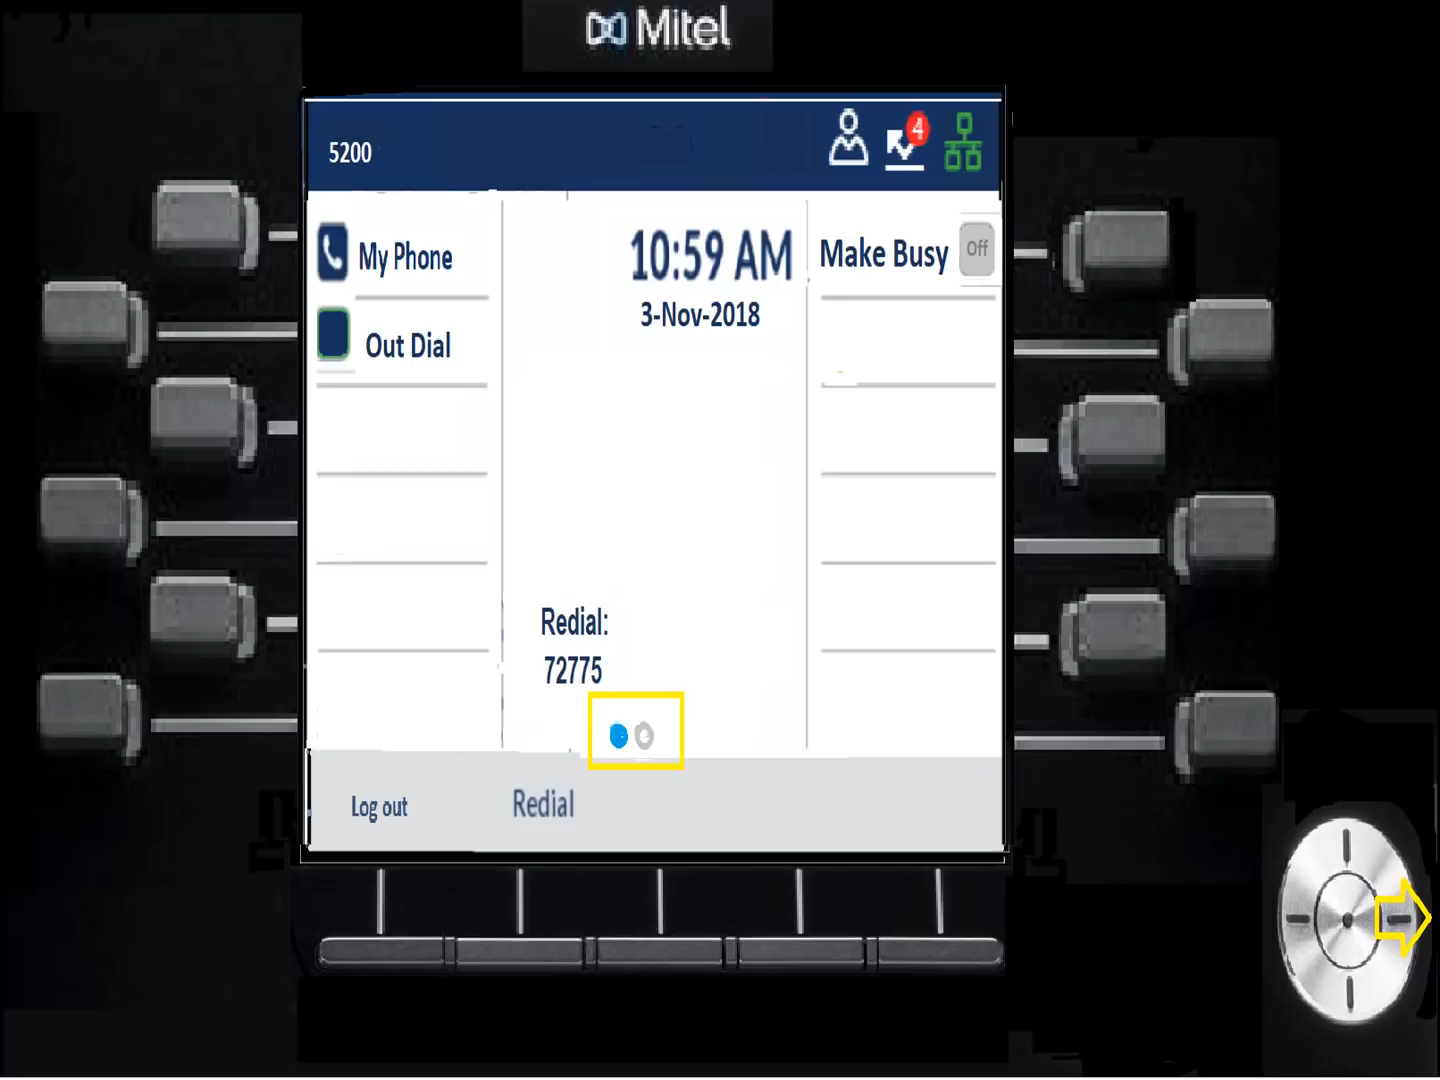 Mitel
5200
4
My Phone
10:59 AM
Make Busy
Off
3-Nov-2018
Out Dial
Redial:
72775
Log out
Redial